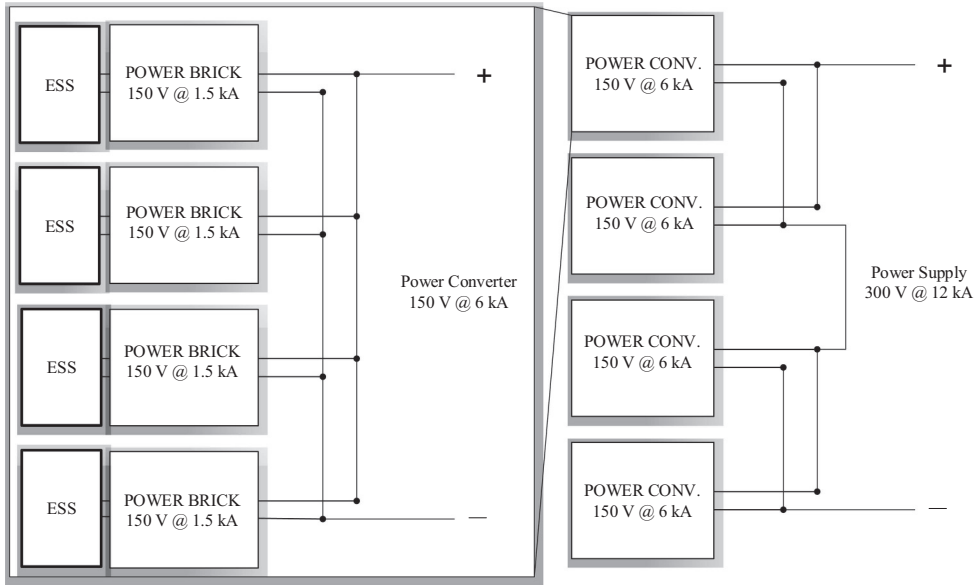 ESS
POWER BRICK
150 V @ 1.5 kA
+
ESS
POWER BRICK
150 V @ 1.5 kA
ESS
POWER BRICK
150 V @ 1.5 kA
ESS
POWER BRICK
150 V @ 1.5 kA
—
Power Converter
150 V @ 6 kA
POWER CONV.
150 V @ 6 kA
+
POWER CONV.
150 V @ 6 kA
POWER CONV.
150 V @ 6 kA
POWER CONV.
150 V @ 6 kA
—
Power Supply
300 V @ 12 kA